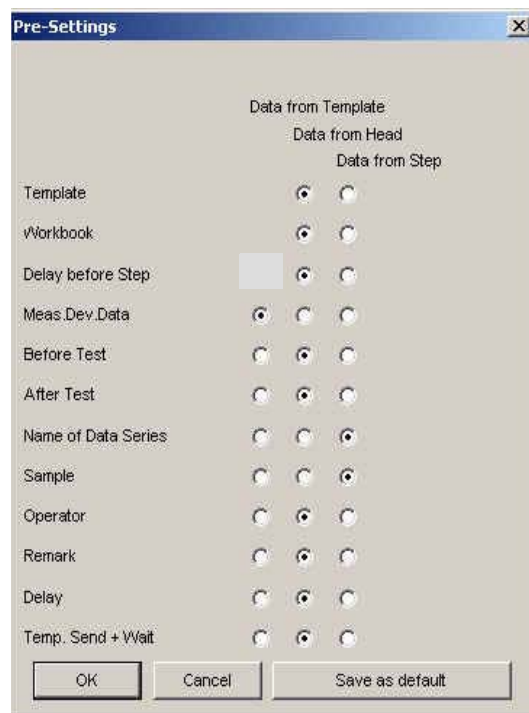 Pre-Settings
Data from Template
Data from Head
Data from Step
Template
Workbook
Delay before Step
Meas.Dev.Data
Before Test
After Test
Name of Data Series
Sample
Operator
Remark
Delay
Temp. Send + Wait
OK Cancel Save as default